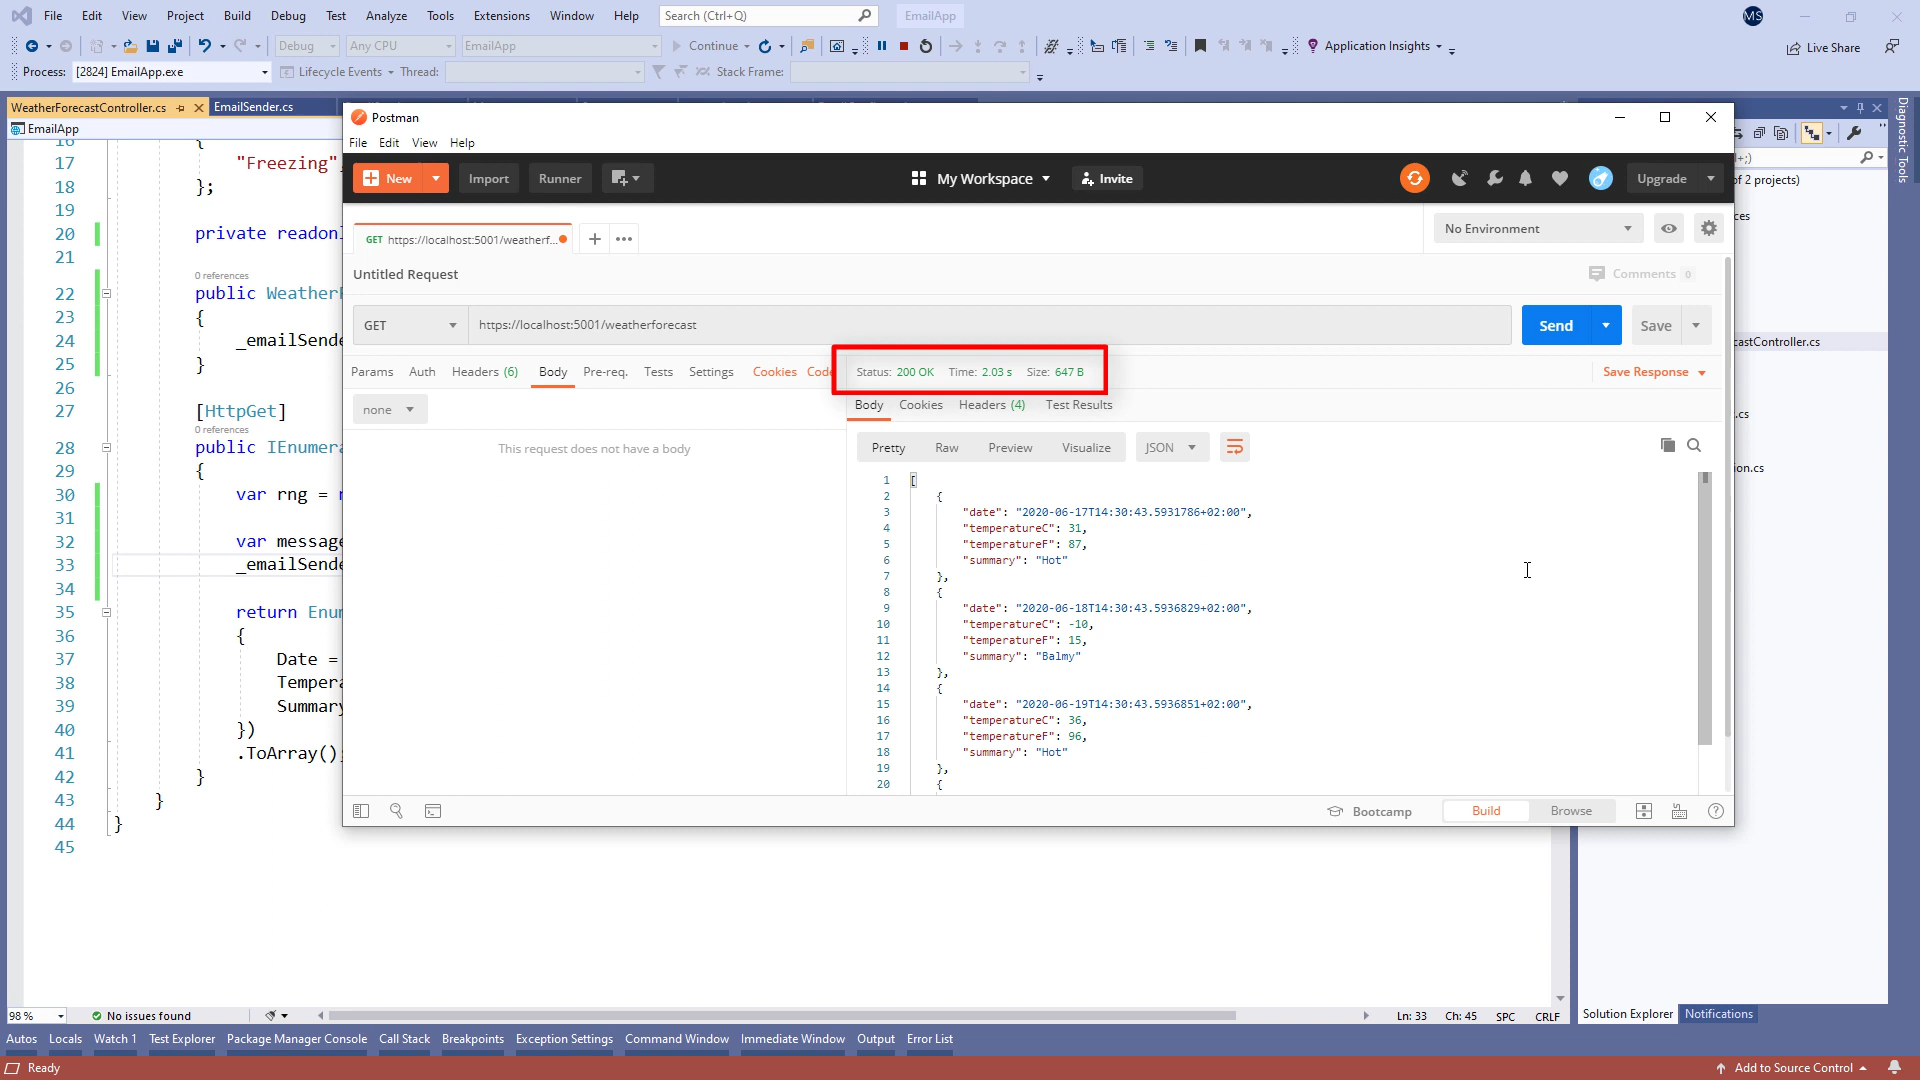 File Edit View Project Build Debug Test Analyze Tools Extensions Window Help Search (Ctrl+Q) EmailApp MS
Debug Any CPU EmailApp Continue Application Insights Live Share
Process: [2824] EmailApp.exe Lifecycle Events Thread: Stack Frame:
WeatherForecastController.cs EmailSender.cs
EmailApp
Diagnostic Tools
16 {
17 "Freezing",
18 };
19
20 private readonl
21
0 references
22 public WeatherF
23 {
24 _emailSende
25 }
26
27 [HttpGet]
0 references
28 public IEnumera
29 {
30 var rng = n
31
32 var message
33 _emailSende
34
35 return Enum
36 {
37 Date =
38 Tempera
39 Summary
40 })
41 .ToArray();
42 }
43 }
44 }
45
Postman
File Edit View Help
New Import Runner My Workspace Invite Upgrade
GET https://localhost:5001/weatherf... + ••• No Environment
Untitled Request Comments 0
GET https://localhost:5001/weatherforecast Send Save
Params Auth Headers (6) Body Pre-req. Tests Settings Cookies Code
Status: 200 OK Time: 2.03 s Size: 647 B Save Response
none
This request does not have a body
Body Cookies Headers (4) Test Results
Pretty Raw Preview Visualize JSON
1 [
2 {
3 "date": "2020-06-17T14:30:43.5931786+02:00",
4 "temperatureC": 31,
5 "temperatureF": 87,
6 "summary": "Hot"
7 },
8 {
9 "date": "2020-06-18T14:30:43.5936829+02:00",
10 "temperatureC": -10,
11 "temperatureF": 15,
12 "summary": "Balmy"
13 },
14 {
15 "date": "2020-06-19T14:30:43.5936851+02:00",
16 "temperatureC": 36,
17 "temperatureF": 96,
18 "summary": "Hot"
19 },
20 {
Bootcamp Build Browse
+;)
of 2 projects)
ces
castController.cs
.cs
ion.cs
98 % No issues found Ln: 33 Ch: 45 SPC CRLF
Solution Explorer Notifications
Autos Locals Watch 1 Test Explorer Package Manager Console Call Stack Breakpoints Exception Settings Command Window Immediate Window Output Error List
Ready Add to Source Control